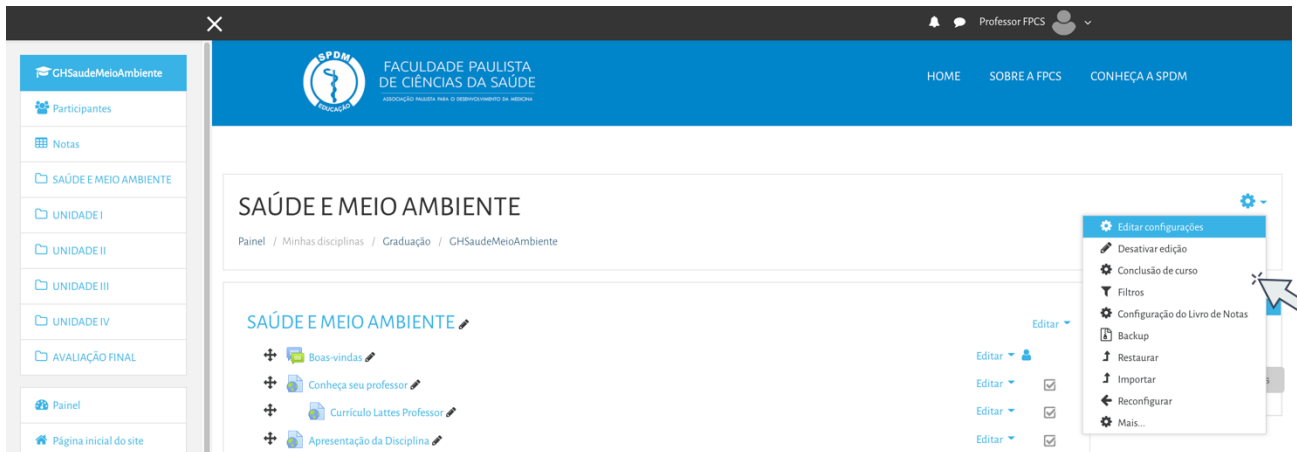 Professor FPCS
GHSaudeMeioAmbiente
Participantes
Notas
SAÚDE E MEIO AMBIENTE
UNIDADE I
UNIDADE II
UNIDADE III
UNIDADE IV
AVALIAÇÃO FINAL
Painel
Página inicial do site
SPDM
EDUCAÇÃO
FACULDADE PAULISTA
DE CIÊNCIAS DA SAÚDE
ASSOCIAÇÃO PAULISTA PARA O DESENVOLVIMENTO DA MEDICINA
HOME SOBRE A FPCS CONHEÇA A SPDM
SAÚDE E MEIO AMBIENTE
Painel / Minhas disciplinas / Graduação / GHSaudeMeioAmbiente
Editar configurações
Desativar edição
Conclusão de curso
Filtros
Configuração do Livro de Notas
Backup
Restaurar
Importar
Reconfigurar
Mais...
SAÚDE E MEIO AMBIENTE Editar
Boas-vindas Editar
Conheça seu professor Editar
Currículo Lattes Professor Editar
Apresentação da Disciplina Editar
s